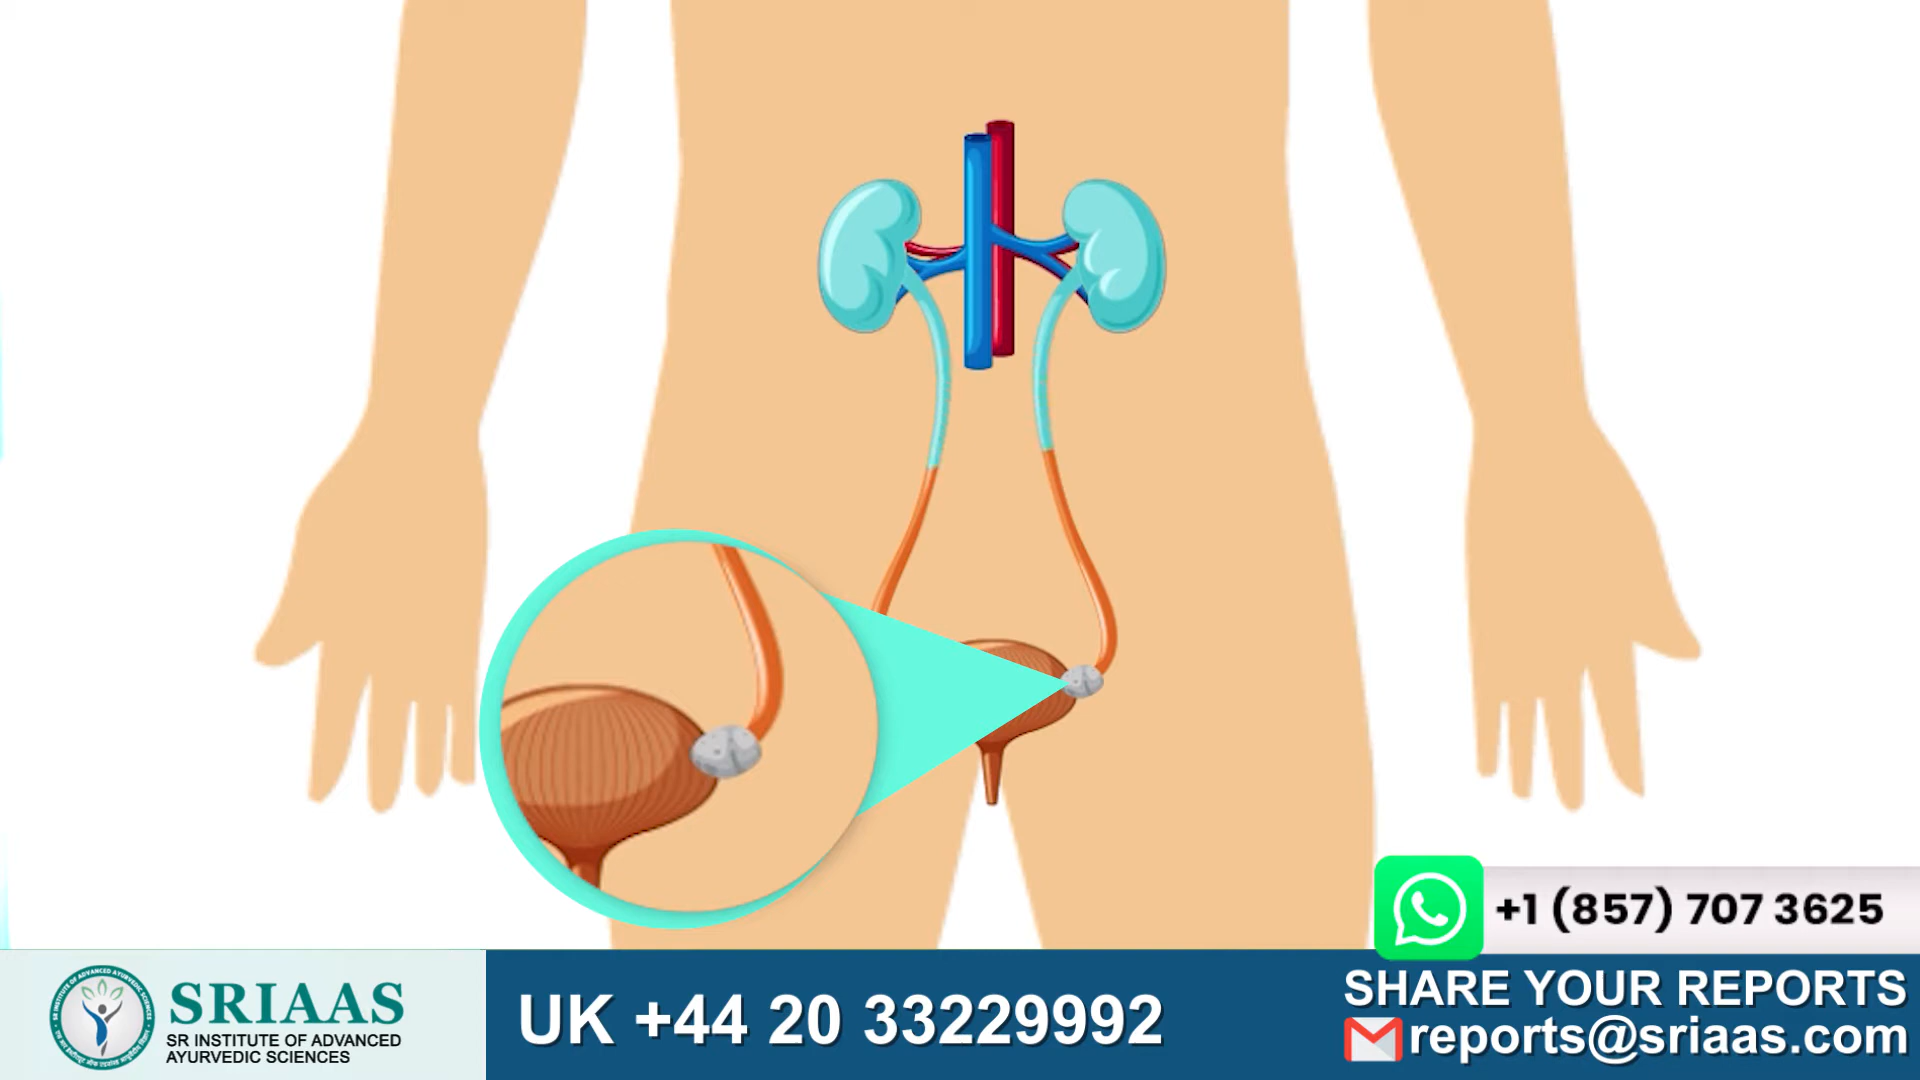 +1 (857) 707 3625
SRIAAS
SR INSTITUTE OF ADVANCED
AYURVEDIC SCIENCES
UK +44 20 33229992
SHARE YOUR REPORTS
reports@sriaas.com